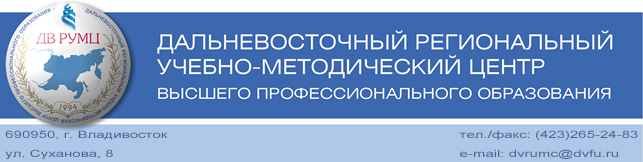 ДАЛЬНЕВОСТОЧНЫЙ РЕГИОНАЛЬНЫЙ
УЧЕБНО-МЕТОДИЧЕСКИЙ ЦЕНТР
ВЫСШЕГО ПРОФЕССИОНАЛЬНОГО ОБРАЗОВАНИЯ
ДВ РУМЦ
1994
690950, г. Владивосток
тел./факс: (423)265-24-83
ул. Суханова, 8
e-mail: dvrumc@dvfu.ru